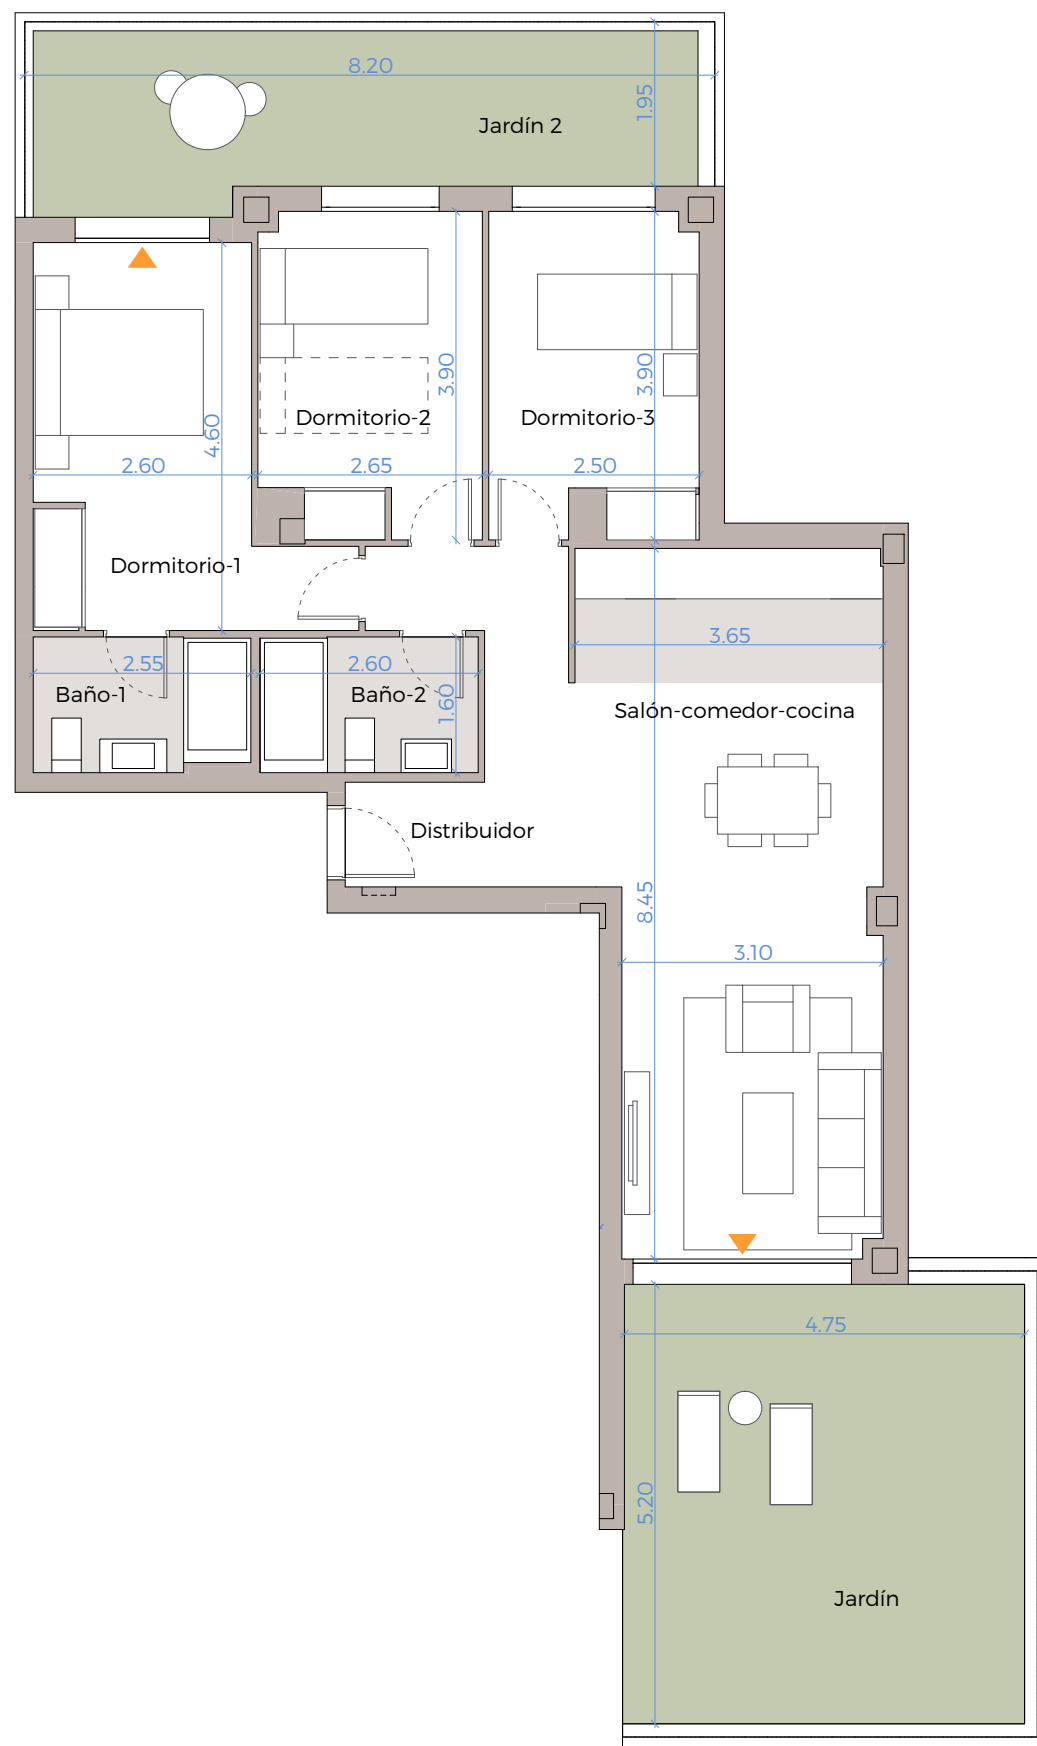 8.20
1.95
Jardín 2
3.90
3.90
Dormitorio-2
Dormitorio-3
4.60
2.60
2.65
2.50
Dormitorio-1
3.65
2.55
2.60
Baño-1
Baño-2
1.60
Salón-comedor-cocina
Distribuidor
8.45
3.10
4.75
5.20
Jardín